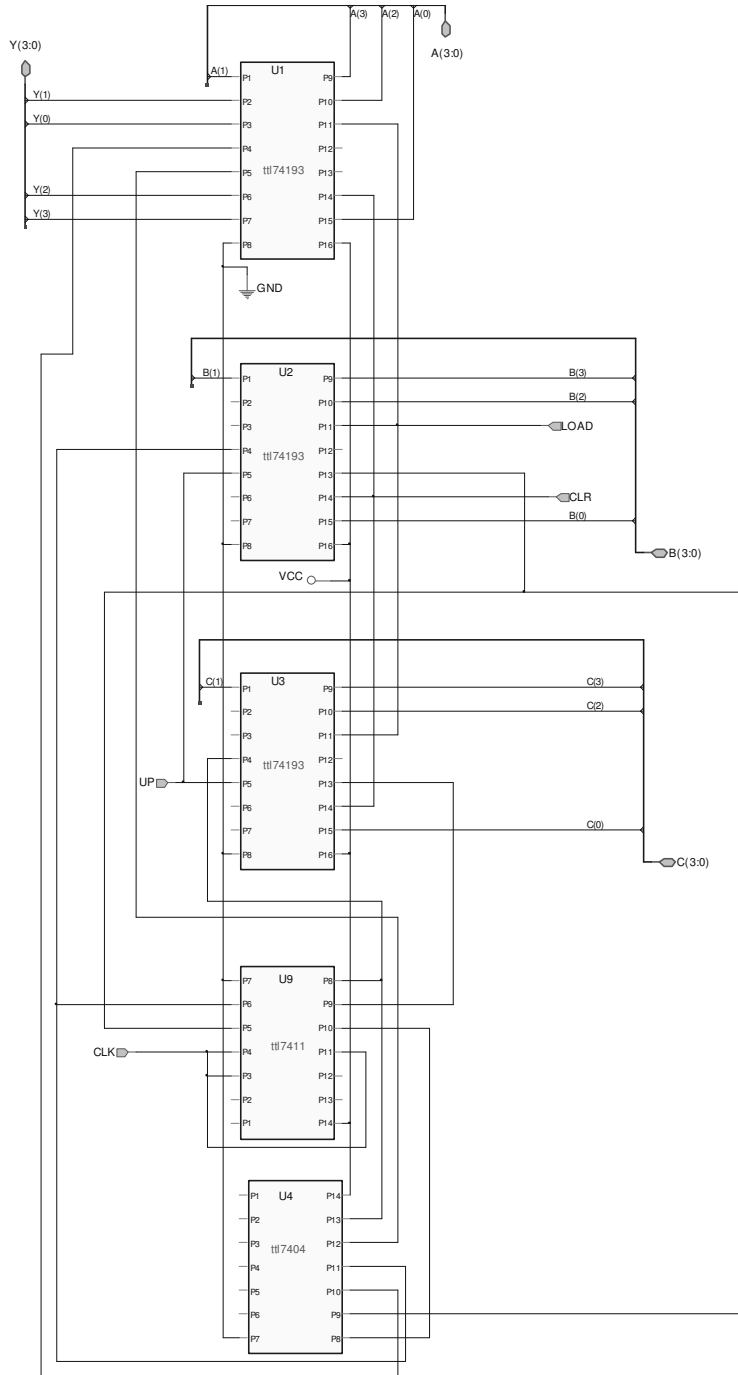 A(3) A(2) A(0)
Y(3:0) A(3:0)
A(1) P1 U1 P9
Y(1) P2 P10
Y(0) P3 P11
P4 P12
ttl74193
P5 P13
Y(2) P6 P14
Y(3) P7 P15
P8 P16
GND
B(1) P1 U2 P9 B(3)
P2 P10 B(2)
P3 P11 LOAD
P4 P12
ttl74193
P5 P13
P6 P14 CLR
P7 P15 B(0)
P8 P16
B(3:0)
VCC
C(1) P1 U3 P9 C(3)
P2 P10 C(2)
P3 P11
P4 P12
ttl74193
UP P5 P13
P6 P14
P7 P15 C(0)
P8 P16
C(3:0)
P7 U9 P8
P6 P9
P5 P10
ttl7411
CLK P4 P11
P3 P12
P2 P13
P1 P14
P1 U4 P14
P2 P13
P3 P12
ttl7404
P4 P11
P5 P10
P6 P9
P7 P8